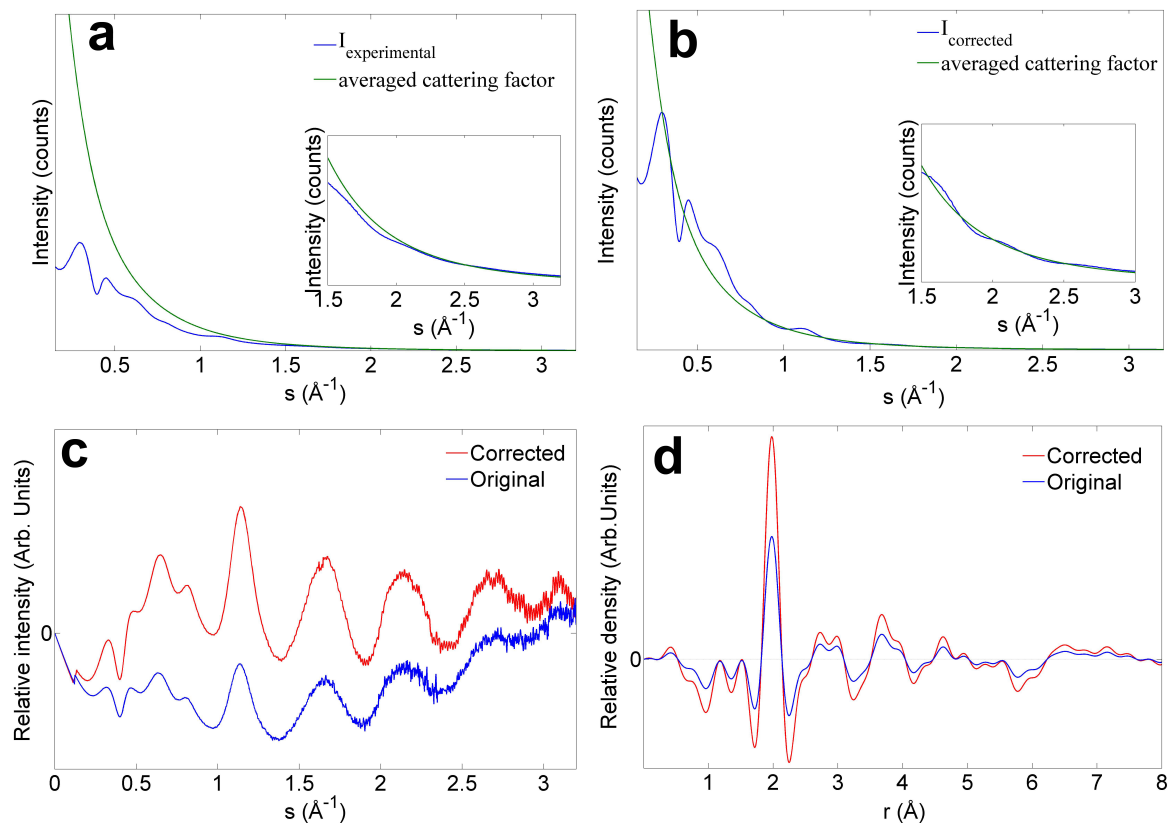 a
I_experimental
averaged cattering factor
Intensity (counts)
Intensity (counts)
1.5 2 2.5 3
s (Å⁻¹)
0.5 1 1.5 2 2.5 3
s (Å⁻¹)
b
I_corrected
averaged cattering factor
Intensity (counts)
Intensity (counts)
1.5 2 2.5 3
s (Å⁻¹)
0.5 1 1.5 2 2.5 3
s (Å⁻¹)
c
Corrected
Original
Relative intensity (Arb. Units)
0
0 0.5 1 1.5 2 2.5 3
s (Å⁻¹)
d
Corrected
Original
Relative density (Arb.Units)
0
1 2 3 4 5 6 7 8
r (Å)